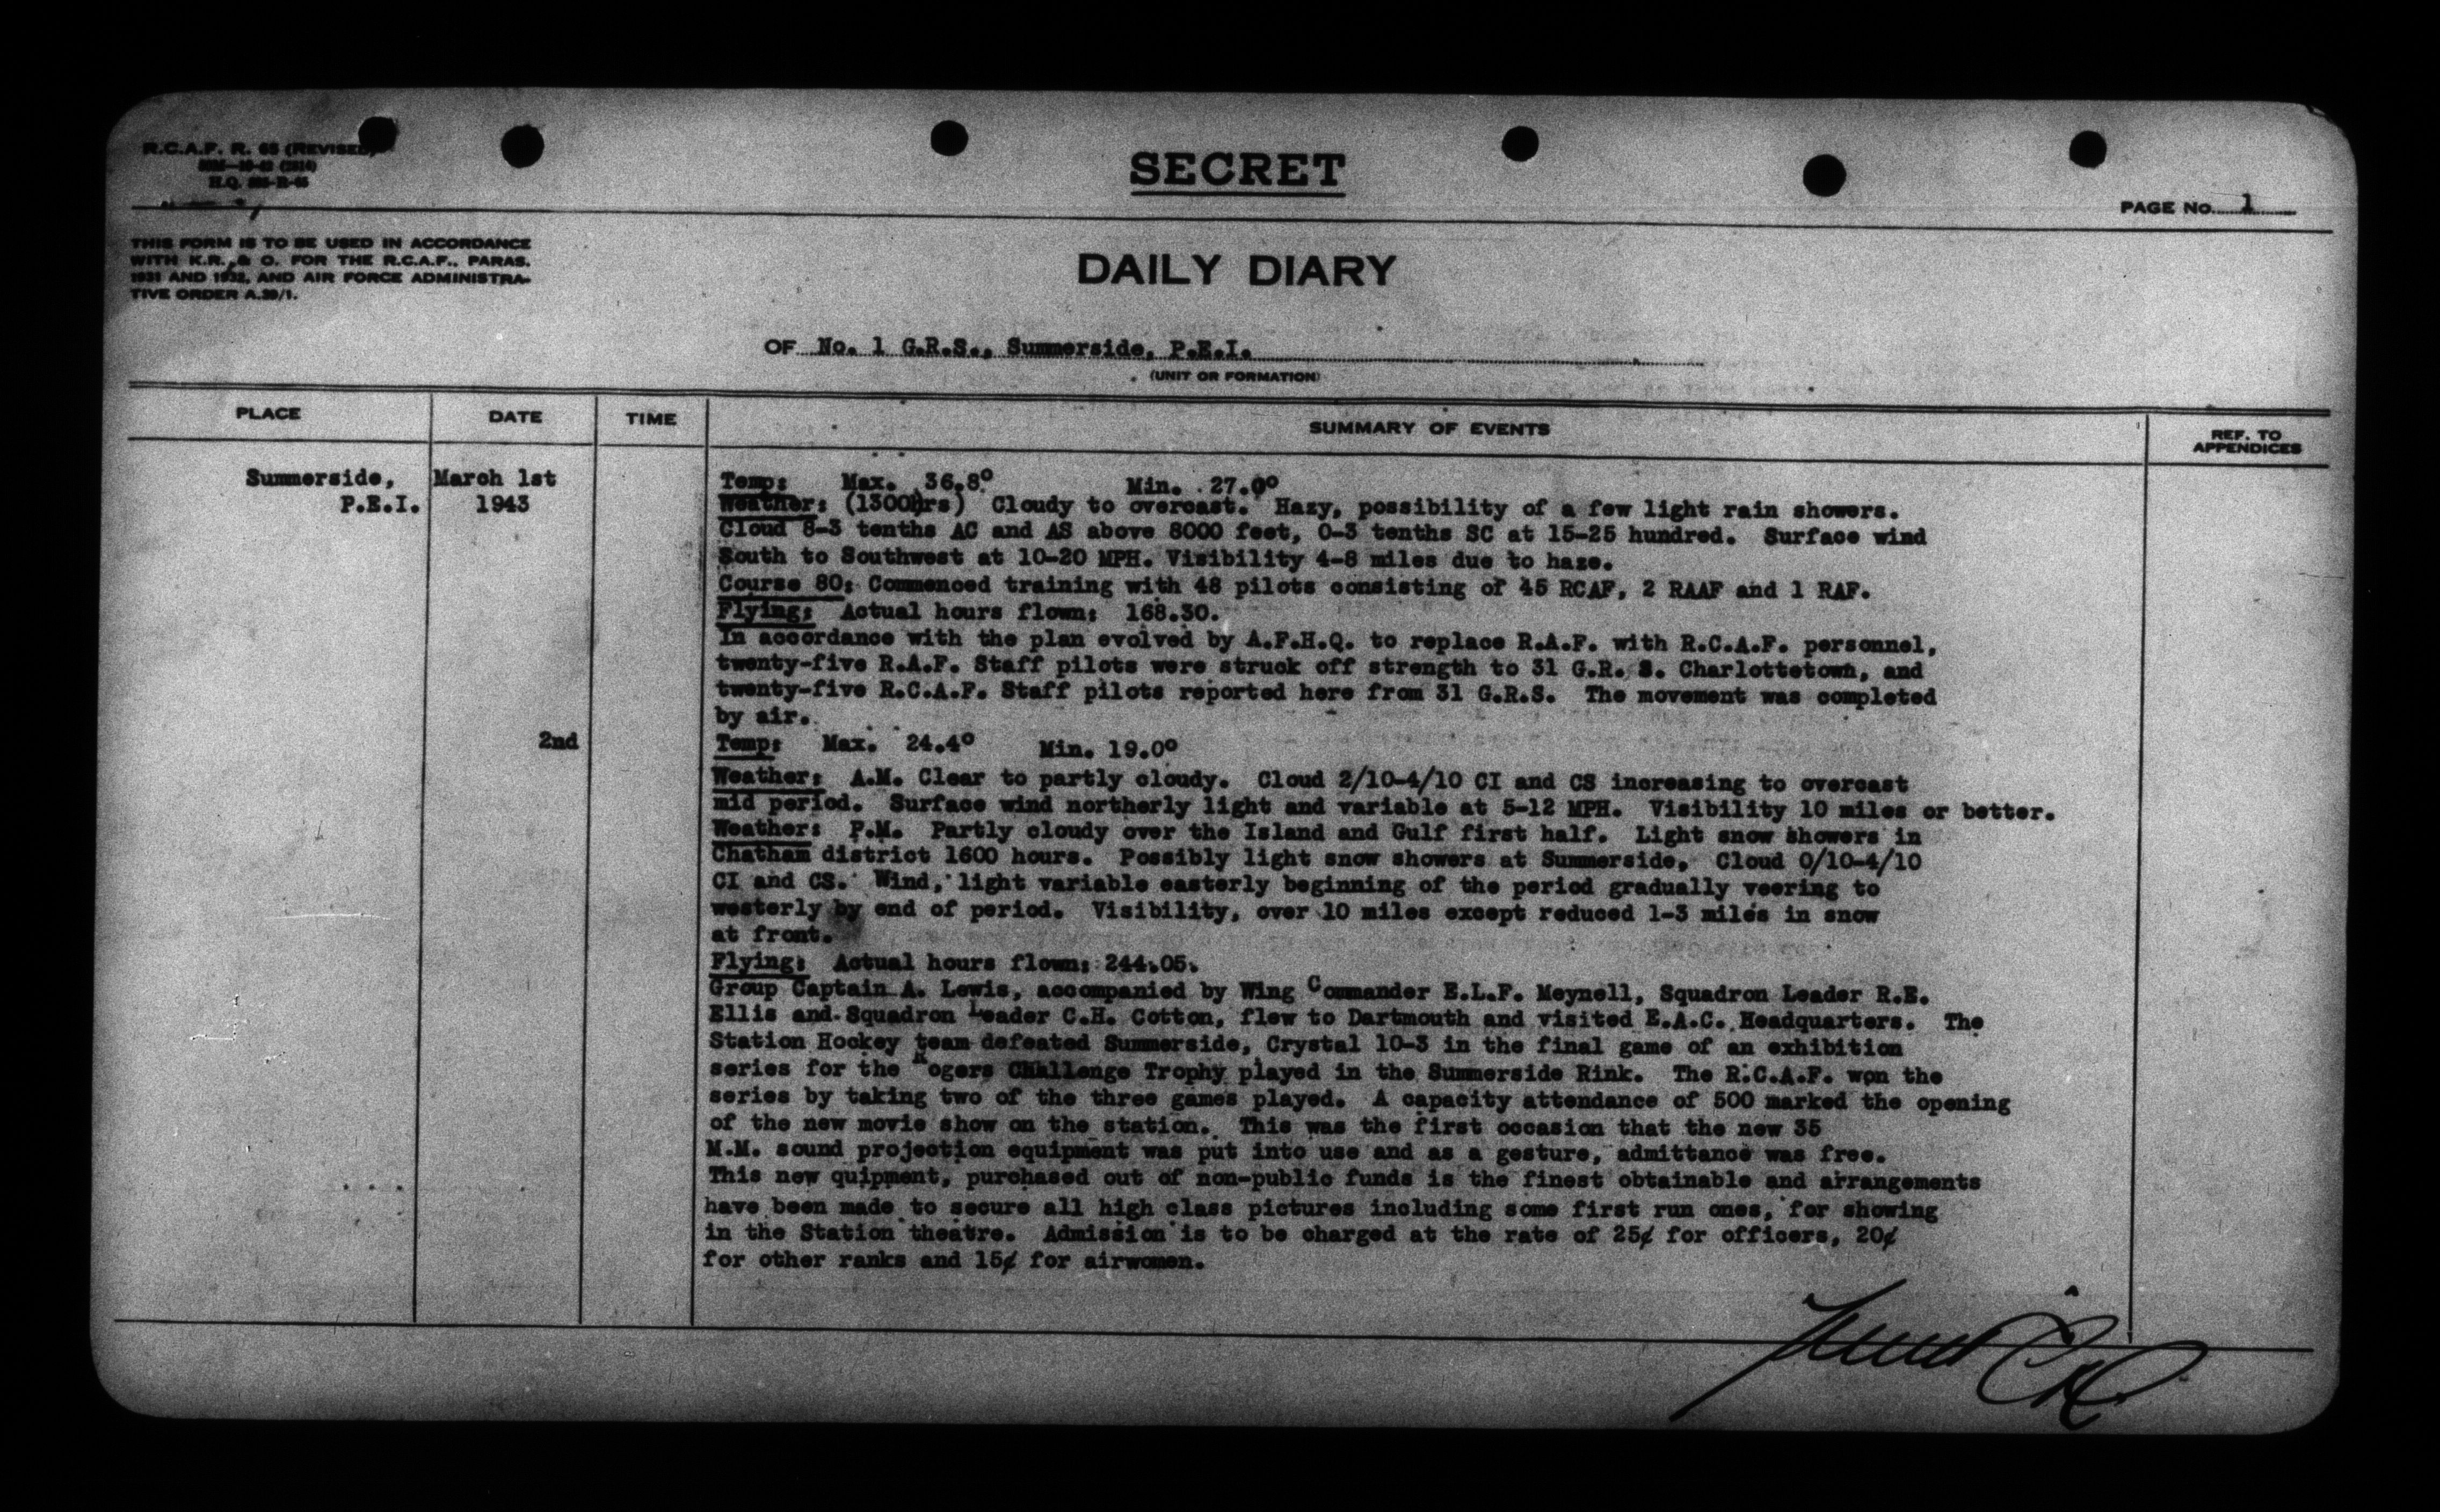 R.C.A.F. R. 65 (REVISED)
H.Q.
SECRET
PAGE No. 1
THIS FORM IS TO BE USED IN ACCORDANCE
WITH K.R. & O. FOR THE R.C.A.F., PARAS.
1931 AND 1932, AND AIR FORCE ADMINISTRA-
TIVE ORDER A.39/1.
DAILY DIARY
OF No. 1 G.R.S., Summerside, P.E.I.
(UNIT OR FORMATION)
PLACE DATE TIME SUMMARY OF EVENTS REF. TO APPENDICES
Summerside, March 1st Temp: Max. 36.8° Min. 27.0°
P.E.I. 1943 Weather: (1300hrs) Cloudy to overcast. Hazy, possibility of a few light rain showers.
Cloud 8-3 tenths AC and AS above 8000 feet, 0-3 tenths SC at 15-25 hundred. Surface wind
South to Southwest at 10-20 MPH. Visibility 4-8 miles due to haze.
Course 80: Commenced training with 48 pilots consisting of 45 RCAF, 2 RAAF and 1 RAF.
Flying: Actual hours flown: 168.30.
In accordance with the plan evolved by A.F.H.Q. to replace R.A.F. with R.C.A.F. personnel,
twenty-five R.A.F. Staff pilots were struck off strength to 31 G.R. S. Charlottetown, and
twenty-five R.C.A.F. Staff pilots reported here from 31 G.R.S. The movement was completed
by air.
2nd Temp: Max. 24.4° Min. 19.0°
Weather: A.M. Clear to partly cloudy. Cloud 2/10-4/10 CI and CS increasing to overcast
mid period. Surface wind northerly light and variable at 5-12 MPH. Visibility 10 miles or better.
Weather: P.M. Partly cloudy over the Island and Gulf first half. Light snow showers in
Chatham district 1600 hours. Possibly light snow showers at Summerside. Cloud 0/10-4/10
CI and CS. Wind, light variable easterly beginning of the period gradually veering to
westerly by end of period. Visibility, over 10 miles except reduced 1-3 miles in snow
at front.
Flying: Actual hours flown: 244.05.
Group Captain A. Lewis, accompanied by Wing Commander E.L.F. Meynell, Squadron Leader R.E.
Ellis and Squadron Leader C.H. Cotton, flew to Dartmouth and visited E.A.C. Headquarters. The
Station Hockey team defeated Summerside, Crystal 10-3 in the final game of an exhibition
series for the Rogers Challenge Trophy played in the Summerside Rink. The R.C.A.F. won the
series by taking two of the three games played. A capacity attendance of 500 marked the opening
of the new movie show on the station. This was the first occasion that the new 35
M.M. sound projection equipment was put into use and as a gesture, admittance was free.
This new quipment, purchased out of non-public funds is the finest obtainable and arrangements
have been made to secure all high class pictures including some first run ones, for showing
in the Station theatre. Admission is to be charged at the rate of 25¢ for officers, 20¢
for other ranks and 15¢ for airwomen.